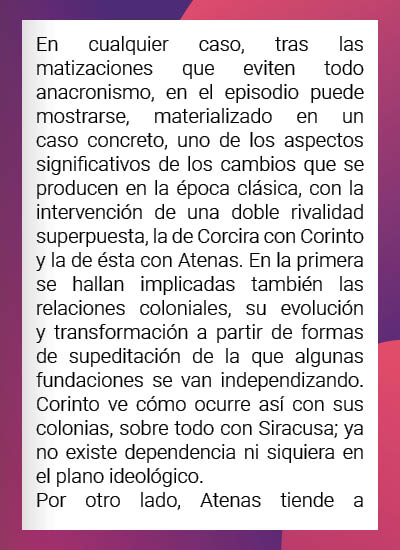 En cualquier caso, tras las
matizaciones que eviten todo
anacronismo, en el episodio puede
mostrarse, materializado en un
caso concreto, uno de los aspectos
significativos de los cambios que se
producen en la época clásica, con la
intervención de una doble rivalidad
superpuesta, la de Corcira con Corinto
y la de ésta con Atenas. En la primera
se hallan implicadas también las
relaciones coloniales, su evolución
y transformación a partir de formas
de supeditación de la que algunas
fundaciones se van independizando.
Corinto ve cómo ocurre así con sus
colonias, sobre todo con Siracusa; ya
no existe dependencia ni siquiera en
el plano ideológico.
Por otro lado, Atenas tiende a